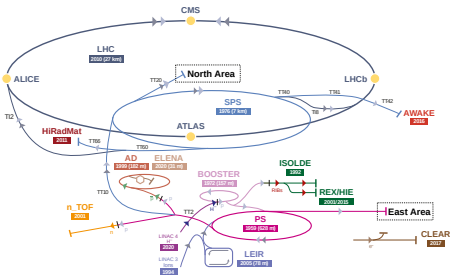 CMS
LHC
2010 (27 km)
North Area
ALICE
LHCb
TT20
SPS
1976 (7 km)
TT40
TT41
TI8
TI2
TT42
AWAKE
2016
HiRadMat
2011
TT66
ATLAS
TT60
AD
ELENA
1999 (182 m)
ISOLDE
1992
BOOSTER
1972 (157 m)
RIBs
REX/HIE
2001/2015
TT10
n_TOF
2001
TT2
East Area
PS
1959 (628 m)
LINAC 4
H-
2020
LINAC 3
Ions
1994
LEIR
2005 (78 m)
CLEAR
2017